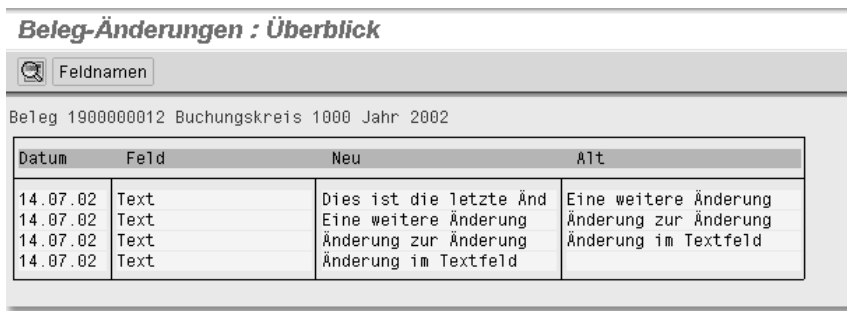 Beleg-Änderungen : Überblick
Feldnamen
Beleg 1900000012 Buchungskreis 1000 Jahr 2002
Datum Feld Neu Alt
14.07.02 Text Dies ist die letzte Änd Eine weitere Änderung
14.07.02 Text Eine weitere Änderung Änderung zur Änderung
14.07.02 Text Änderung zur Änderung Änderung im Textfeld
14.07.02 Text Änderung im Textfeld